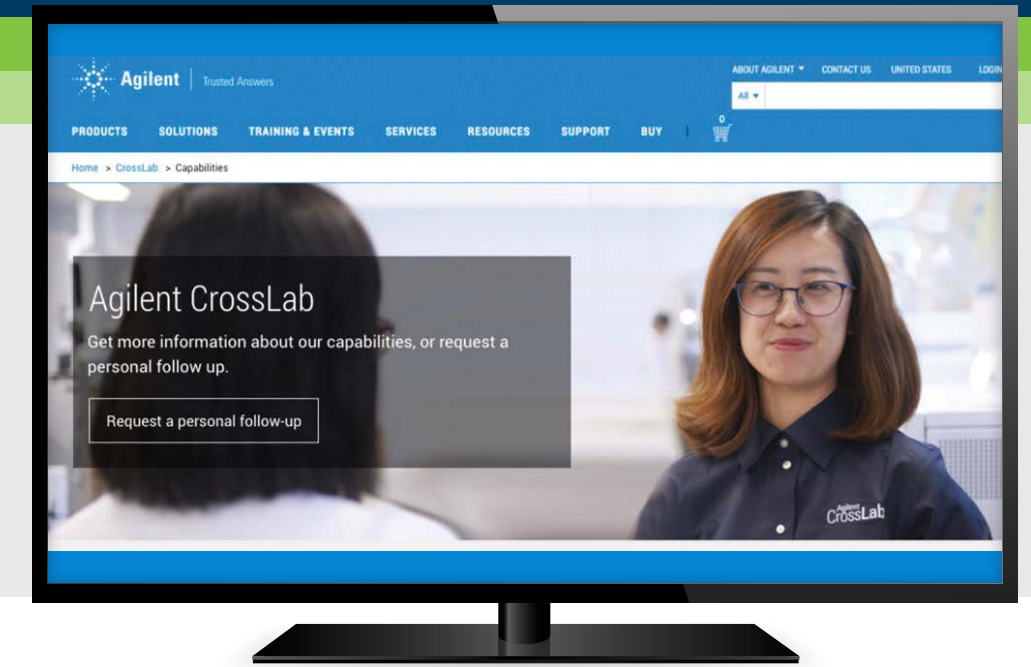 Agilent Trusted Answers
ABOUT AGILENT CONTACT US UNITED STATES LOGIN
All
PRODUCTS SOLUTIONS TRAINING & EVENTS SERVICES RESOURCES SUPPORT BUY 0
Home > CrossLab > Capabilities
Agilent CrossLab
Get more information about our capabilities, or request a
personal follow up.
Request a personal follow-up
Agilent
CrossLab